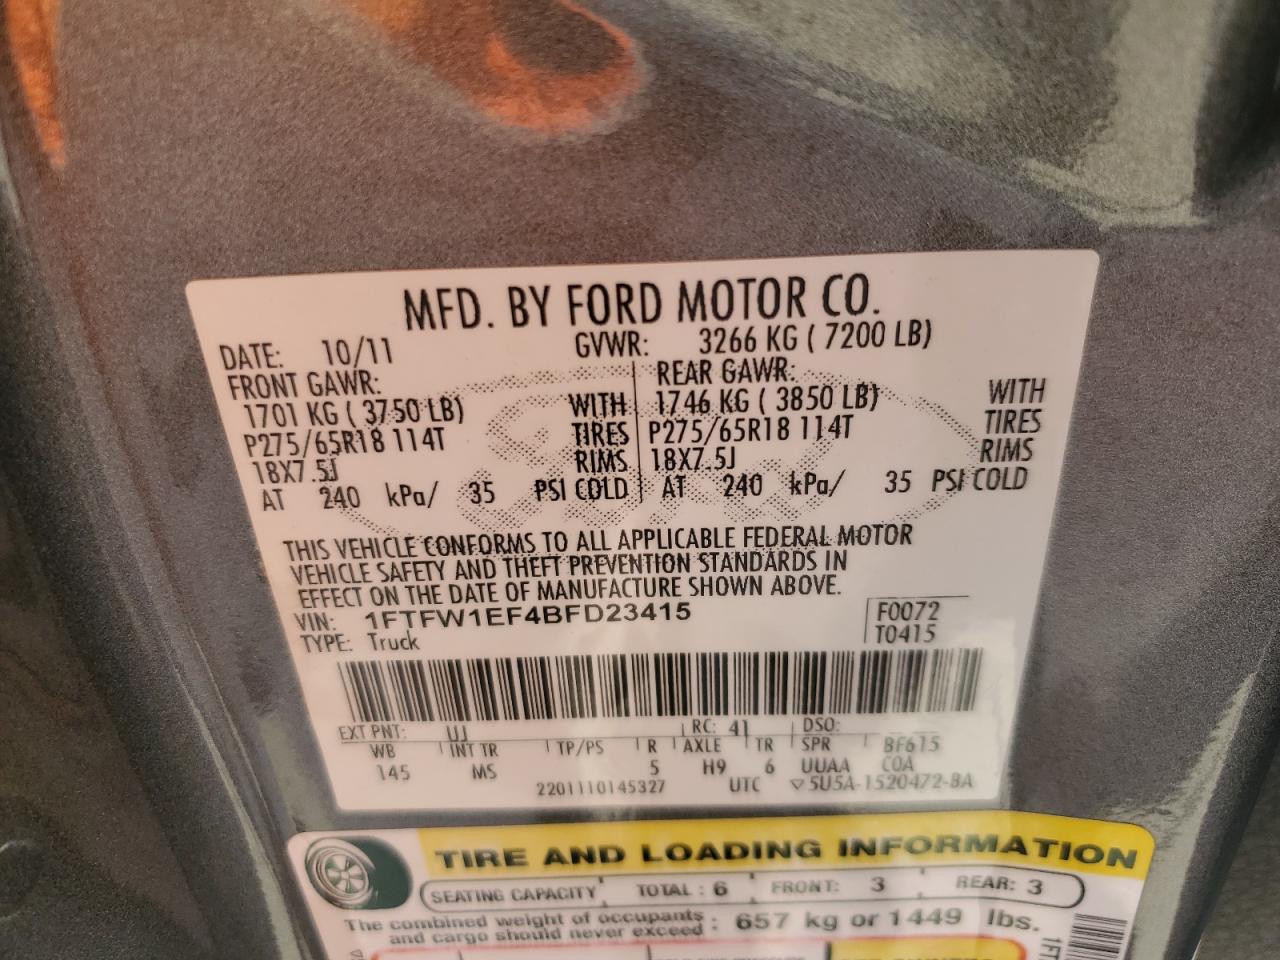 MFD. BY FORD MOTOR CO.
DATE: 10/11 GVWR: 3266 KG ( 7200 LB)
FRONT GAWR: REAR GAWR:
1701 KG ( 3750 LB) WITH 1746 KG ( 3850 LB) WITH
P275/65R18 114T TIRES P275/65R18 114T TIRES
18X7.5J RIMS 18X7.5J RIMS
AT 240 kPa/ 35 PSI COLD AT 240 kPa/ 35 PSI COLD
THIS VEHICLE CONFORMS TO ALL APPLICABLE FEDERAL MOTOR
VEHICLE SAFETY AND THEFT PREVENTION STANDARDS IN
EFFECT ON THE DATE OF MANUFACTURE SHOWN ABOVE.
VIN: 1FTFW1EF4BFD23415 F0072
TYPE: Truck T0415
EXT PNT: UJ RC: 41 DSO:
WB INT TR TP/PS R AXLE TR SPR BF615
145 MS 5 H9 6 UUAA COA
2201110145327 UTC ▽5U5A-1520472-BA
TIRE AND LOADING INFORMATION
SEATING CAPACITY TOTAL : 6 FRONT: 3 REAR: 3
The combined weight of occupants
and cargo should never exceed : 657 kg or 1449 lbs.